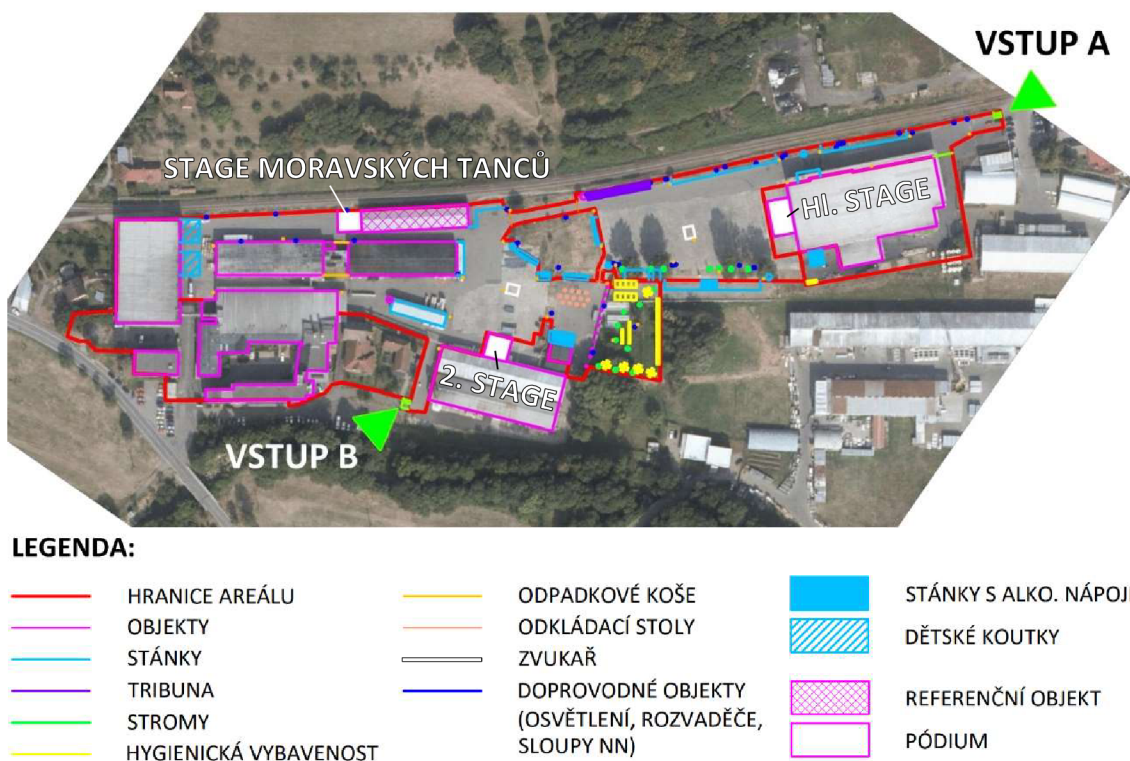 VSTUP A
STAGE MORAVSKÝCH TANCŮ
Hl. STAGE
2. STAGE
VSTUP B
LEGENDA:
HRANICE AREÁLU
OBJEKTY
STÁNKY
TRIBUNA
STROMY
HYGIENICKÁ VYBAVENOST
ODPADKOVÉ KOŠE
ODKLÁDACÍ STOLY
ZVUKAŘ
DOPROVODNÉ OBJEKTY
(OSVĚTLENÍ, ROZVADĚČE,
SLOUPY NN)
STÁNKY S ALKO. NÁPOJI
DĚTSKÉ KOUTKY
REFERENČNÍ OBJEKT
PÓDIUM